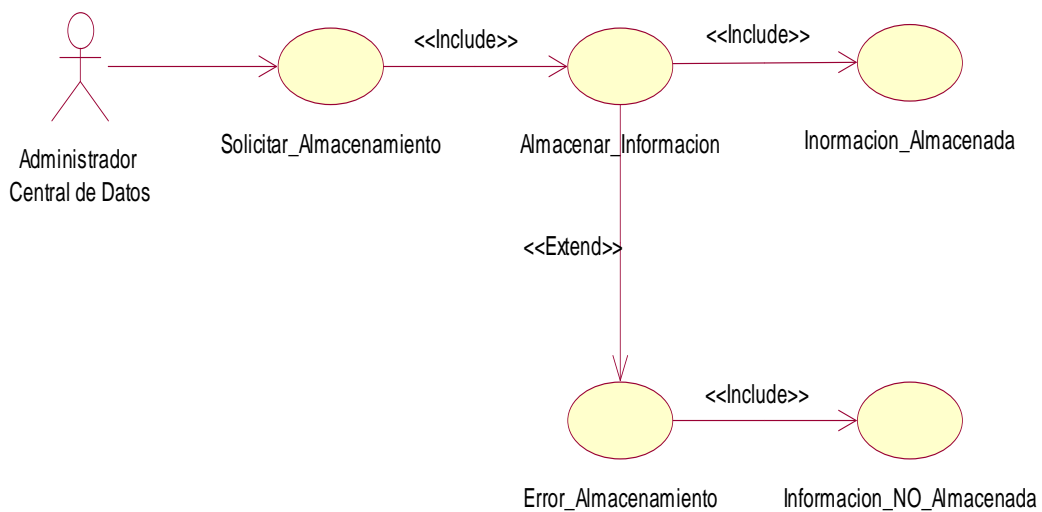 <<Include>>
<<Include>>
Solicitar_Almacenamiento
Almacenar_Informacion
Inormacion_Almacenada
Administrador
Central de Datos
<<Extend>>
<<Include>>
Error_Almacenamiento
Informacion_NO_Almacenada